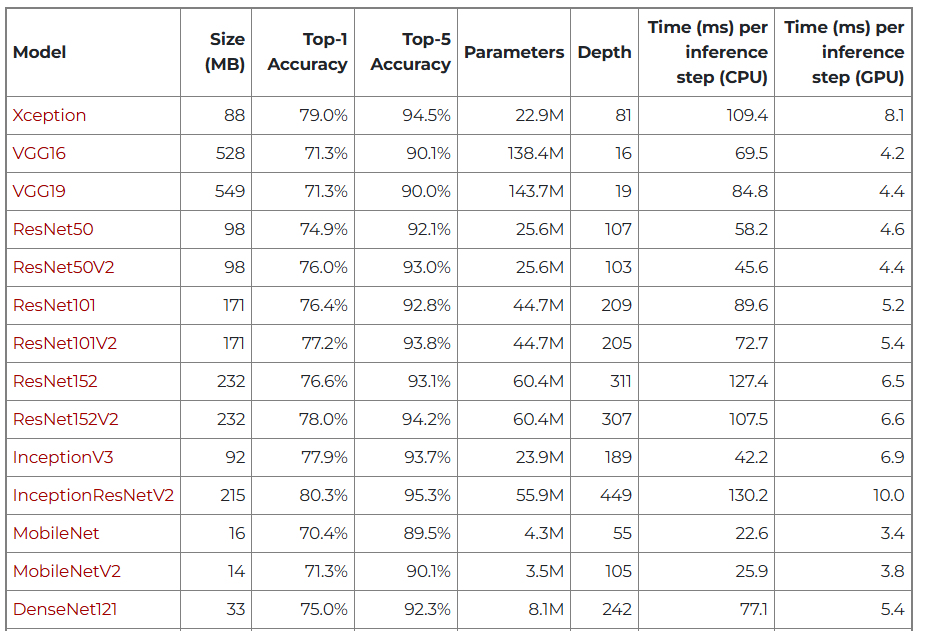 Model Size (MB) Top-1 Accuracy Top-5 Accuracy Parameters Depth Time (ms) per inference step (CPU) Time (ms) per inference step (GPU)
Xception 88 79.0% 94.5% 22.9M 81 109.4 8.1
VGG16 528 71.3% 90.1% 138.4M 16 69.5 4.2
VGG19 549 71.3% 90.0% 143.7M 19 84.8 4.4
ResNet50 98 74.9% 92.1% 25.6M 107 58.2 4.6
ResNet50V2 98 76.0% 93.0% 25.6M 103 45.6 4.4
ResNet101 171 76.4% 92.8% 44.7M 209 89.6 5.2
ResNet101V2 171 77.2% 93.8% 44.7M 205 72.7 5.4
ResNet152 232 76.6% 93.1% 60.4M 311 127.4 6.5
ResNet152V2 232 78.0% 94.2% 60.4M 307 107.5 6.6
InceptionV3 92 77.9% 93.7% 23.9M 189 42.2 6.9
InceptionResNetV2 215 80.3% 95.3% 55.9M 449 130.2 10.0
MobileNet 16 70.4% 89.5% 4.3M 55 22.6 3.4
MobileNetV2 14 71.3% 90.1% 3.5M 105 25.9 3.8
DenseNet121 33 75.0% 92.3% 8.1M 242 77.1 5.4